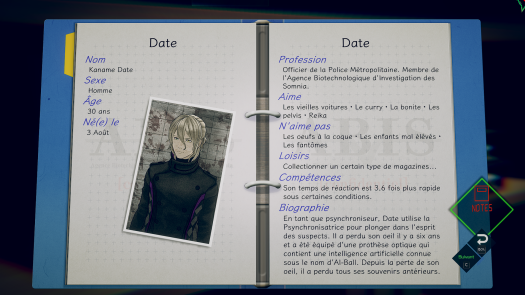 Date
Nom
Kaname Date
Sexe
Homme
Âge
30 ans
Né(e) le
3 Août
Date
Profession
Officier de la Police Métropolitaine. Membre de
l'Agence Biotechnologique d'Investigation des
Somnia.
Aime
Les vieilles voitures • Le curry • La bonite • Les
pelvis • Reika
N'aime pas
Les oeufs à la coque • Les enfants mal élevés •
Les fantômes
Loisirs
Collectionner un certain type de magazines...
Compétences
Son temps de réaction est 3,6 fois plus rapide
sous certaines conditions.
Biographie
En tant que psynchroniseur, Date utilise la
Psynchronisatrice pour plonger dans l'esprit
des suspects. Il a perdu son oeil il y a six ans
et a été équipé d'une prothèse optique qui
contient une intelligence artificielle connue
sous le nom d'AI-Ball. Depuis la perte de son
oeil, il a perdu tous ses souvenirs antérieurs.
NOTES
Suivant